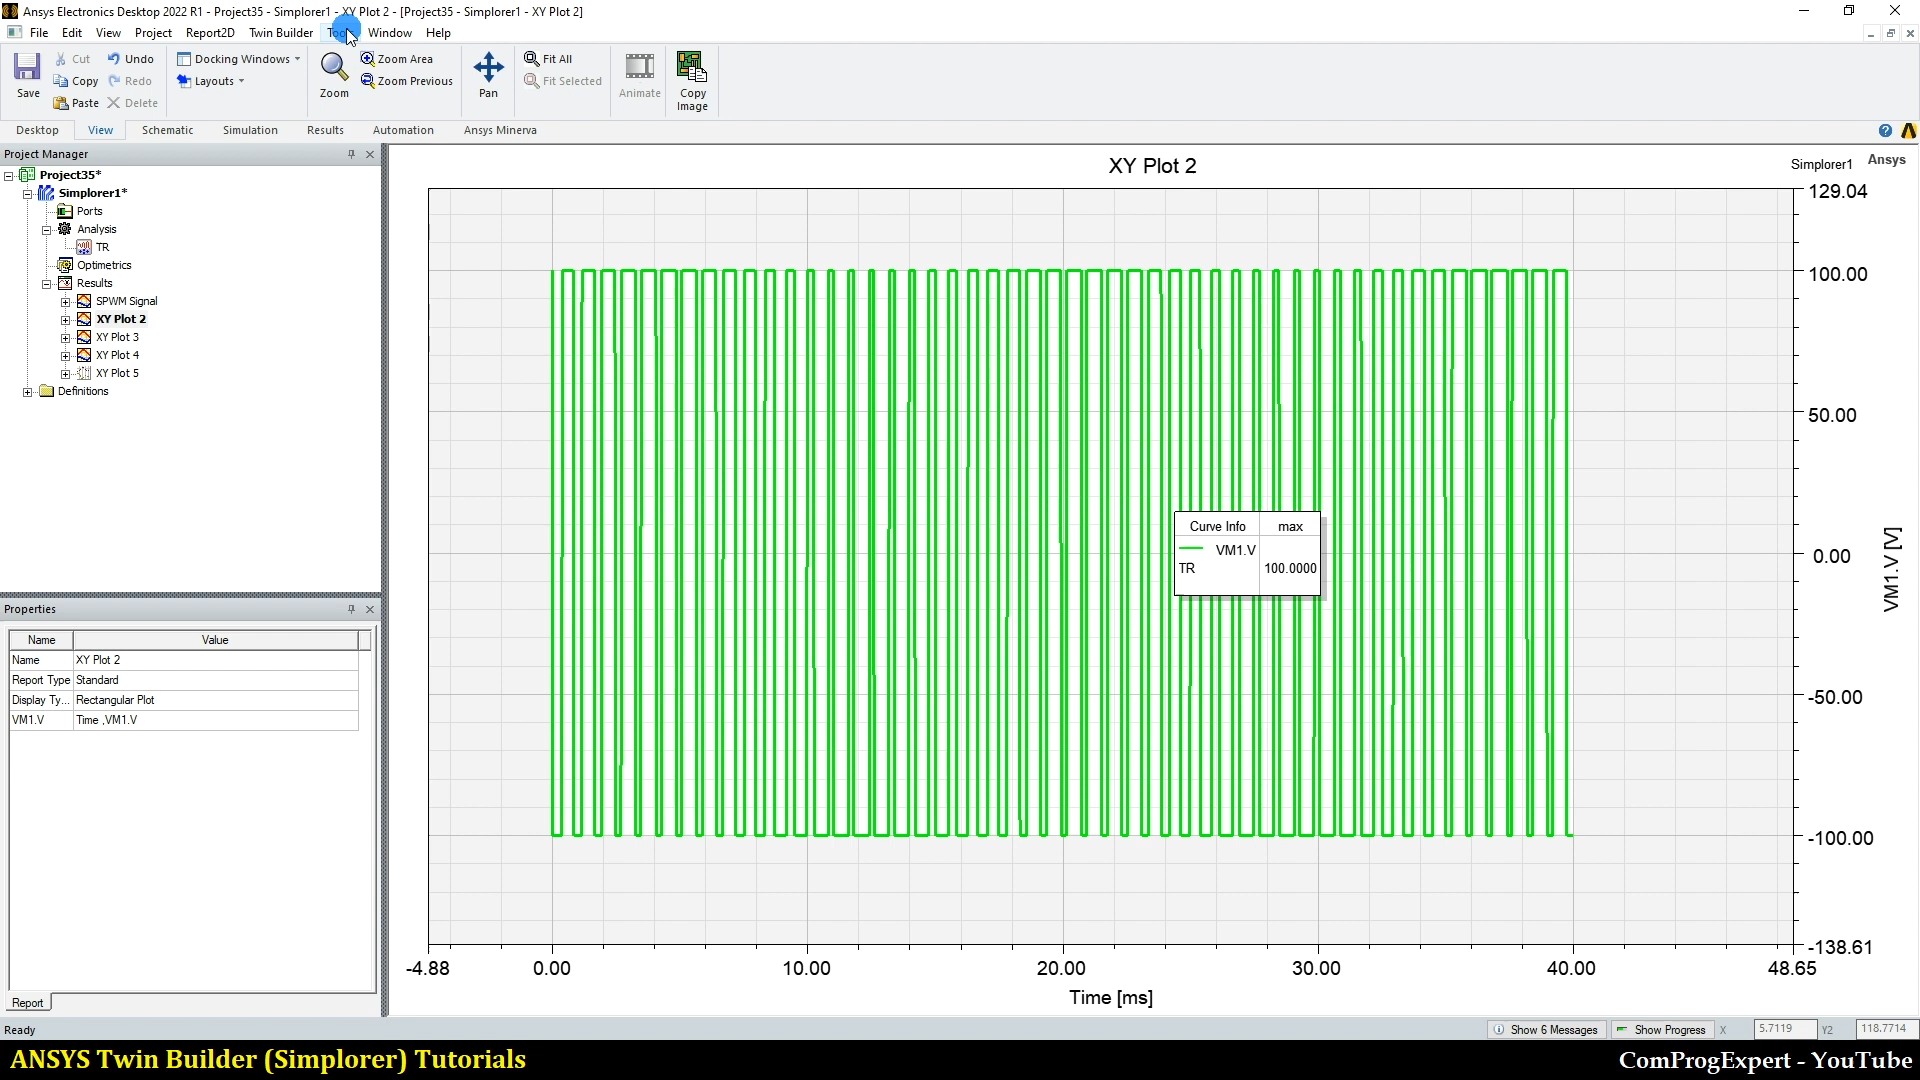 Ansys Electronics Desktop 2022 R1 - Project35 - Simplorer1 - XY Plot 2 - [Project35 - Simplorer1 - XY Plot 2]
File Edit View Project Report2D Twin Builder Window Help
Save Cut Copy Paste Undo Redo Delete
Docking Windows Layouts
Zoom Zoom Area Zoom Previous
Pan Fit All Fit Selected
Animate Copy Image
Desktop View Schematic Simulation Results Automation Ansys Minerva
Project Manager
Project35*
Simplorer1*
Ports
Analysis
TR
Optimetrics
Results
SPWM Signal
XY Plot 2
XY Plot 3
XY Plot 4
XY Plot 5
Definitions
Properties
Name Value
Name XY Plot 2
Report Type Standard
Display Ty... Rectangular Plot
VM1.V Time ,VM1.V
Report
XY Plot 2
Simplorer1 Ansys
129.04
100.00
50.00
0.00
-50.00
-100.00
-138.61
VM1.V [V]
Curve Info max
VM1.V
TR 100.0000
-4.88 0.00 10.00 20.00 30.00 40.00 48.65
Time [ms]
Ready
Show 6 Messages Show Progress X 5.7119 Y2 118.7714
ANSYS Twin Builder (Simplorer) Tutorials
ComProgExpert - YouTube